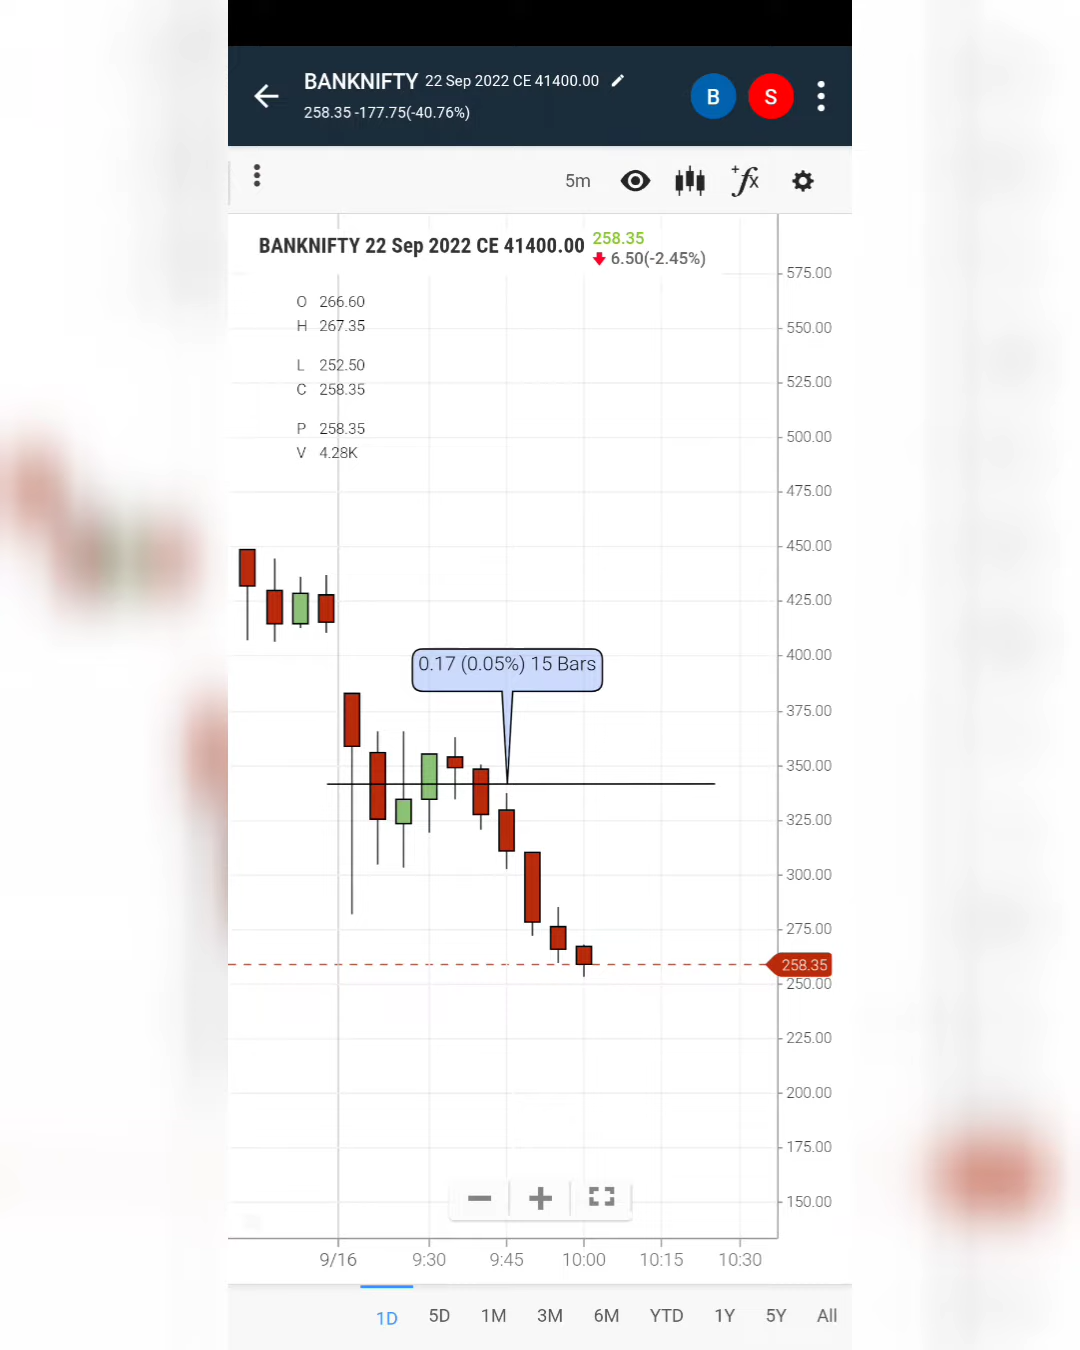 BANKNIFTY 22 Sep 2022 CE 41400.00
258.35 -177.75(-40.76%)
B
S
5m
+fx
BANKNIFTY 22 Sep 2022 CE 41400.00
258.35
6.50(-2.45%)
O 266.60
H 267.35
L 252.50
C 258.35
P 258.35
V 4.28K
575.00
550.00
525.00
500.00
475.00
450.00
425.00
400.00
0.17 (0.05%) 15 Bars
375.00
350.00
325.00
300.00
275.00
258.35
250.00
225.00
200.00
175.00
150.00
9/16 9:30 9:45 10:00 10:15 10:30
1D 5D 1M 3M 6M YTD 1Y 5Y All